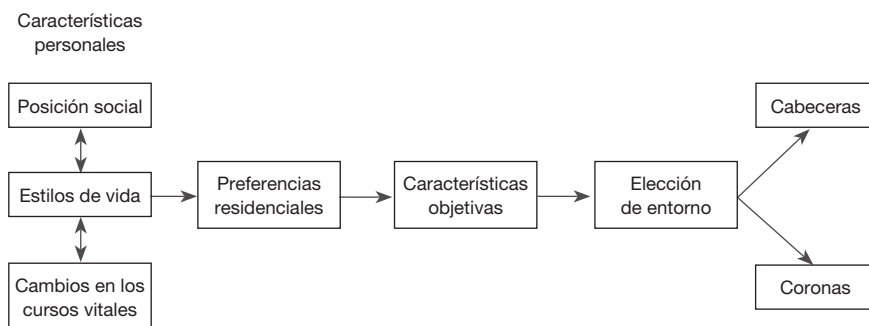 Características
personales
Posición social
Estilos de vida
Cambios en los
cursos vitales
Preferencias
residenciales
Características
objetivas
Elección
de entorno
Cabeceras
Coronas